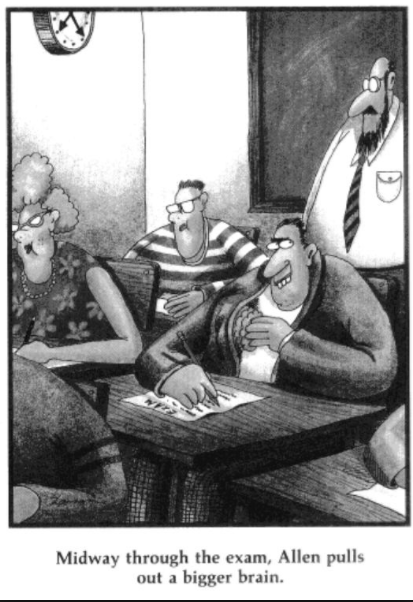 Midway through the exam, Allen pulls
out a bigger brain.